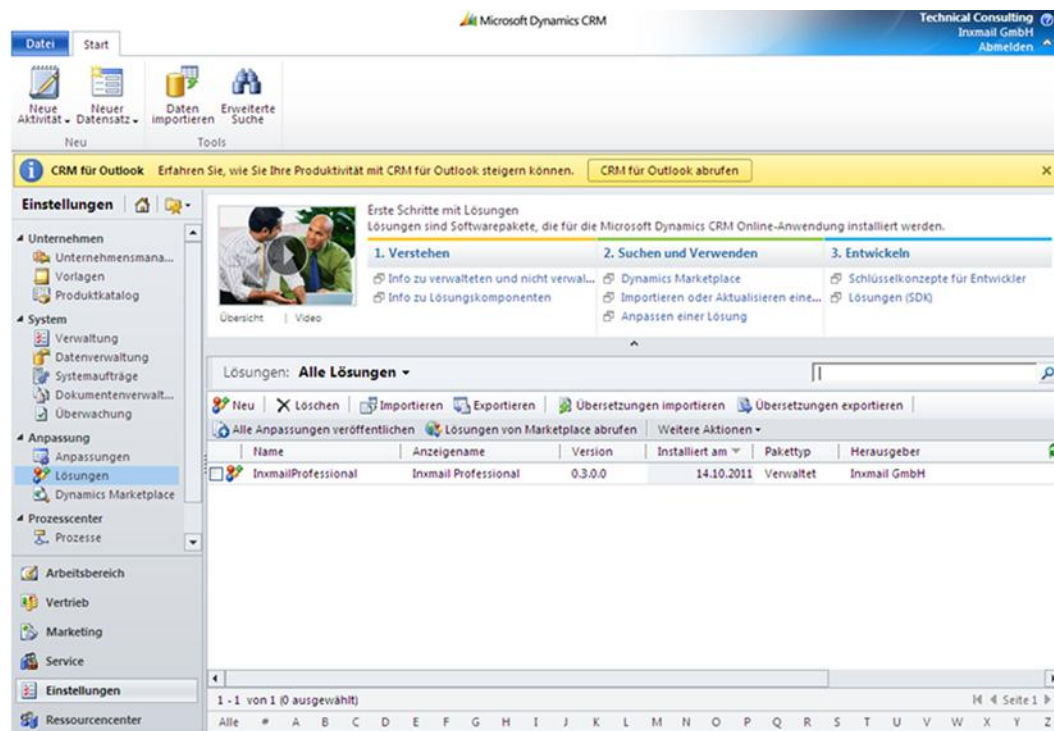 Microsoft Dynamics CRM
Technical Consulting
Inxmail GmbH
Abmelden
Datei Start
Neue Aktivität
Neuer Datensatz
Daten importieren
Erweiterte Suche
Neu Tools
CRM für Outlook Erfahren Sie, wie Sie Ihre Produktivität mit CRM für Outlook steigern können. CRM für Outlook abrufen
Einstellungen
Unternehmen
Unternehmensmana...
Vorlagen
Produktkatalog
System
Verwaltung
Datenverwaltung
Systemaufträge
Dokumentenverwalt...
Überwachung
Anpassung
Anpassungen
Lösungen
Dynamics Marketplace
Prozesscenter
Prozesse
Arbeitsbereich
Vertrieb
Marketing
Service
Einstellungen
Ressourcencenter
Erste Schritte mit Lösungen
Lösungen sind Softwarepakete, die für die Microsoft Dynamics CRM Online-Anwendung installiert werden.
1. Verstehen
Info zu verwalteten und nicht verwal...
Info zu Lösungskomponenten
2. Suchen und Verwenden
Dynamics Marketplace
Importieren oder Aktualisieren eine...
Anpassen einer Lösung
3. Entwickeln
Schlüsselkonzepte für Entwickler
Lösungen (SDK)
Übersicht | Video
Lösungen: Alle Lösungen
Neu Löschen Importieren Exportieren Übersetzungen importieren Übersetzungen exportieren
Alle Anpassungen veröffentlichen Lösungen von Marketplace abrufen Weitere Aktionen
Name Anzeigename Version Installiert am Pakettyp Herausgeber
InxmailProfessional Inxmail Professional 0.3.0.0 14.10.2011 Verwaltet Inxmail GmbH
1 - 1 von 1 (0 ausgewählt) Seite 1
Alle # A B C D E F G H I J K L M N O P Q R S T U V W X Y Z